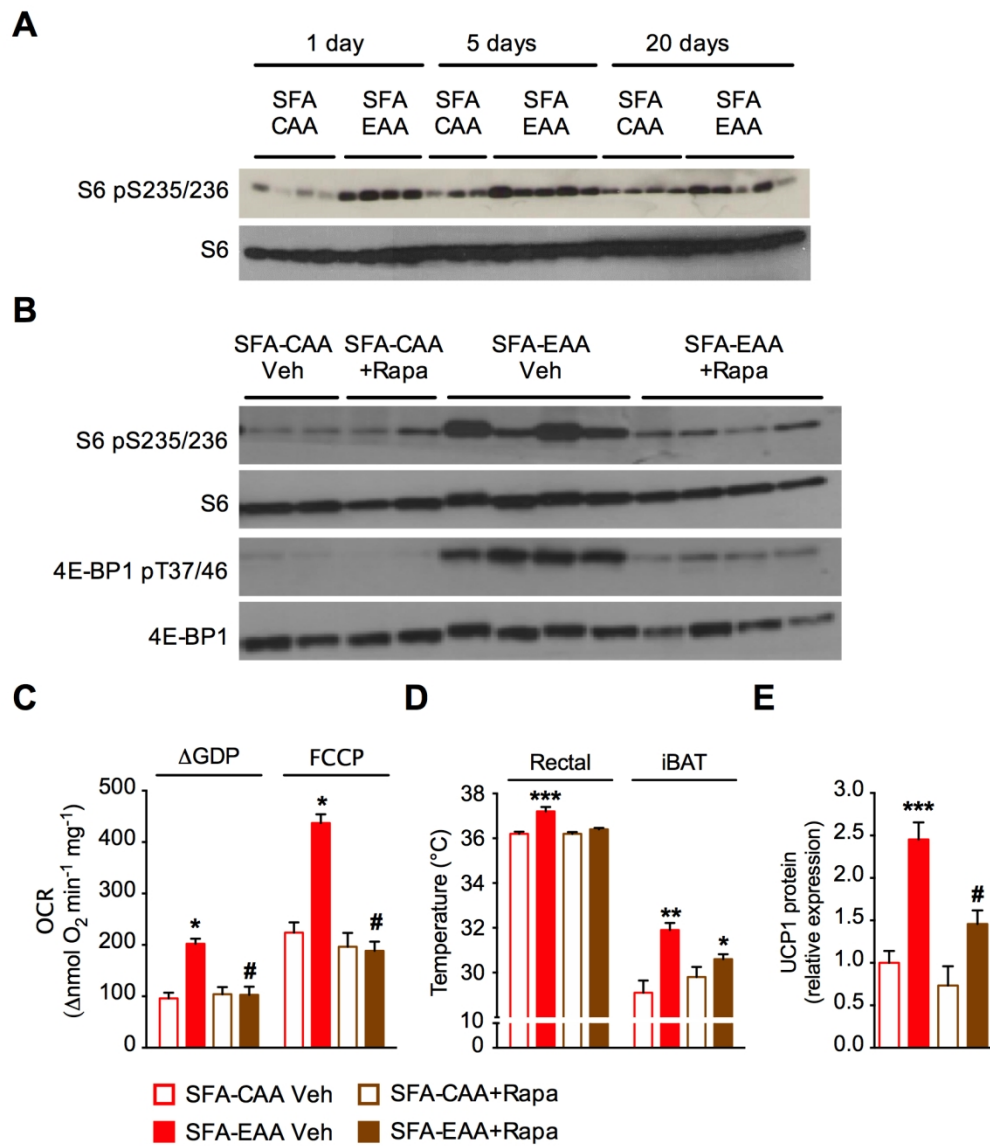 A
1 day 5 days 20 days
SFA SFA SFA SFA SFA SFA
CAA EAA CAA EAA CAA EAA
S6 pS235/236
S6
B
SFA-CAA SFA-CAA SFA-EAA SFA-EAA
Veh +Rapa Veh +Rapa
S6 pS235/236
S6
4E-BP1 pT37/46
4E-BP1
C
ΔGDP FCCP
OCR
(Δnmol O₂ min⁻¹ mg⁻¹)
500
400
300
200
100
0
* # * #
D
Rectal iBAT
Temperature (°C)
38
36
34
32
30
10
0
*** ** *
E
UCP1 protein
(relative expression)
3.0
2.5
2.0
1.5
1.0
0.5
0.0
*** #
SFA-CAA Veh SFA-CAA+Rapa
SFA-EAA Veh SFA-EAA+Rapa